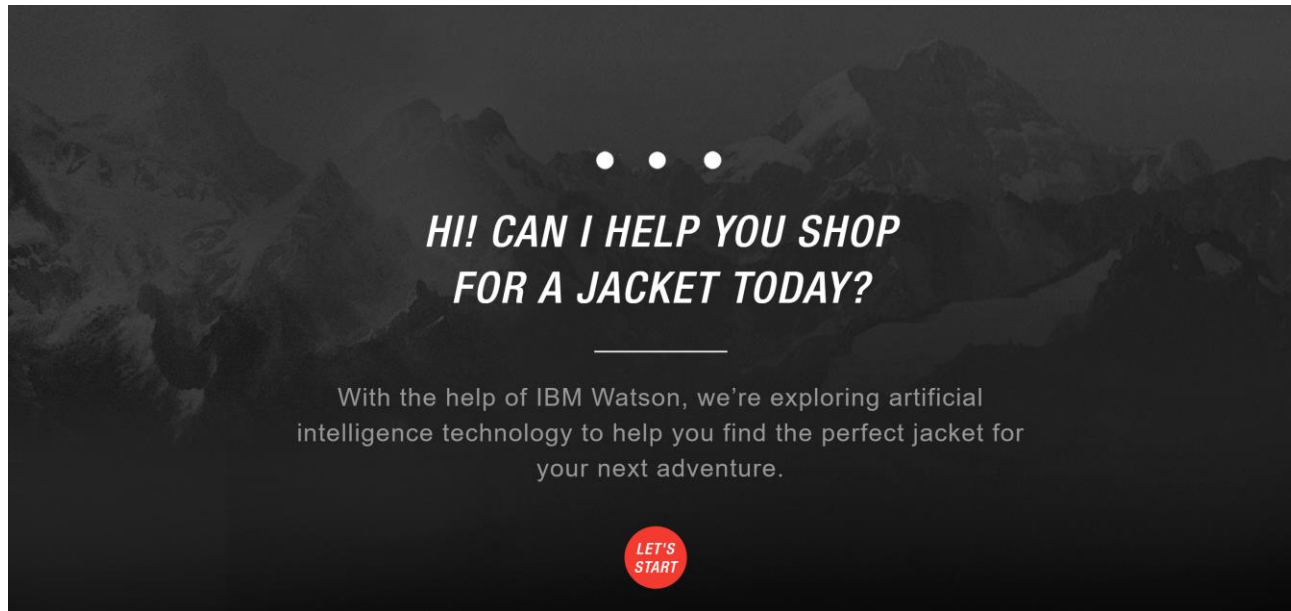 HI! CAN I HELP YOU SHOP
FOR A JACKET TODAY?
With the help of IBM Watson, we’re exploring artificial
intelligence technology to help you find the perfect jacket for
your next adventure.
LET'S
START